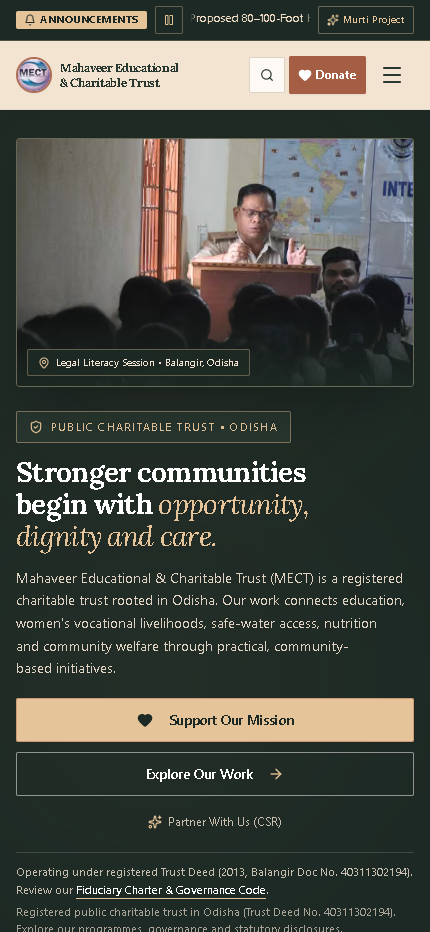 ANNOUNCEMENTS
Proposed 80–100-Foot
Murti Project
MECT
Mahaveer Educational
& Charitable Trust
Donate
INTE
Legal Literacy Session • Balangir, Odisha
PUBLIC CHARITABLE TRUST • ODISHA
Stronger communities
begin with opportunity,
dignity and care.
Mahaveer Educational & Charitable Trust (MECT) is a registered
charitable trust rooted in Odisha. Our work connects education,
women's vocational livelihoods, safe-water access, nutrition
and community welfare through practical, community-
based initiatives.
Support Our Mission
Explore Our Work
Partner With Us (CSR)
Operating under registered Trust Deed (2013, Balangir Doc No. 40311302194).
Review our Fiduciary Charter & Governance Code.
Registered public charitable trust in Odisha (Trust Deed No. 40311302194).
Explore our programmes, governance and statutory disclosures.